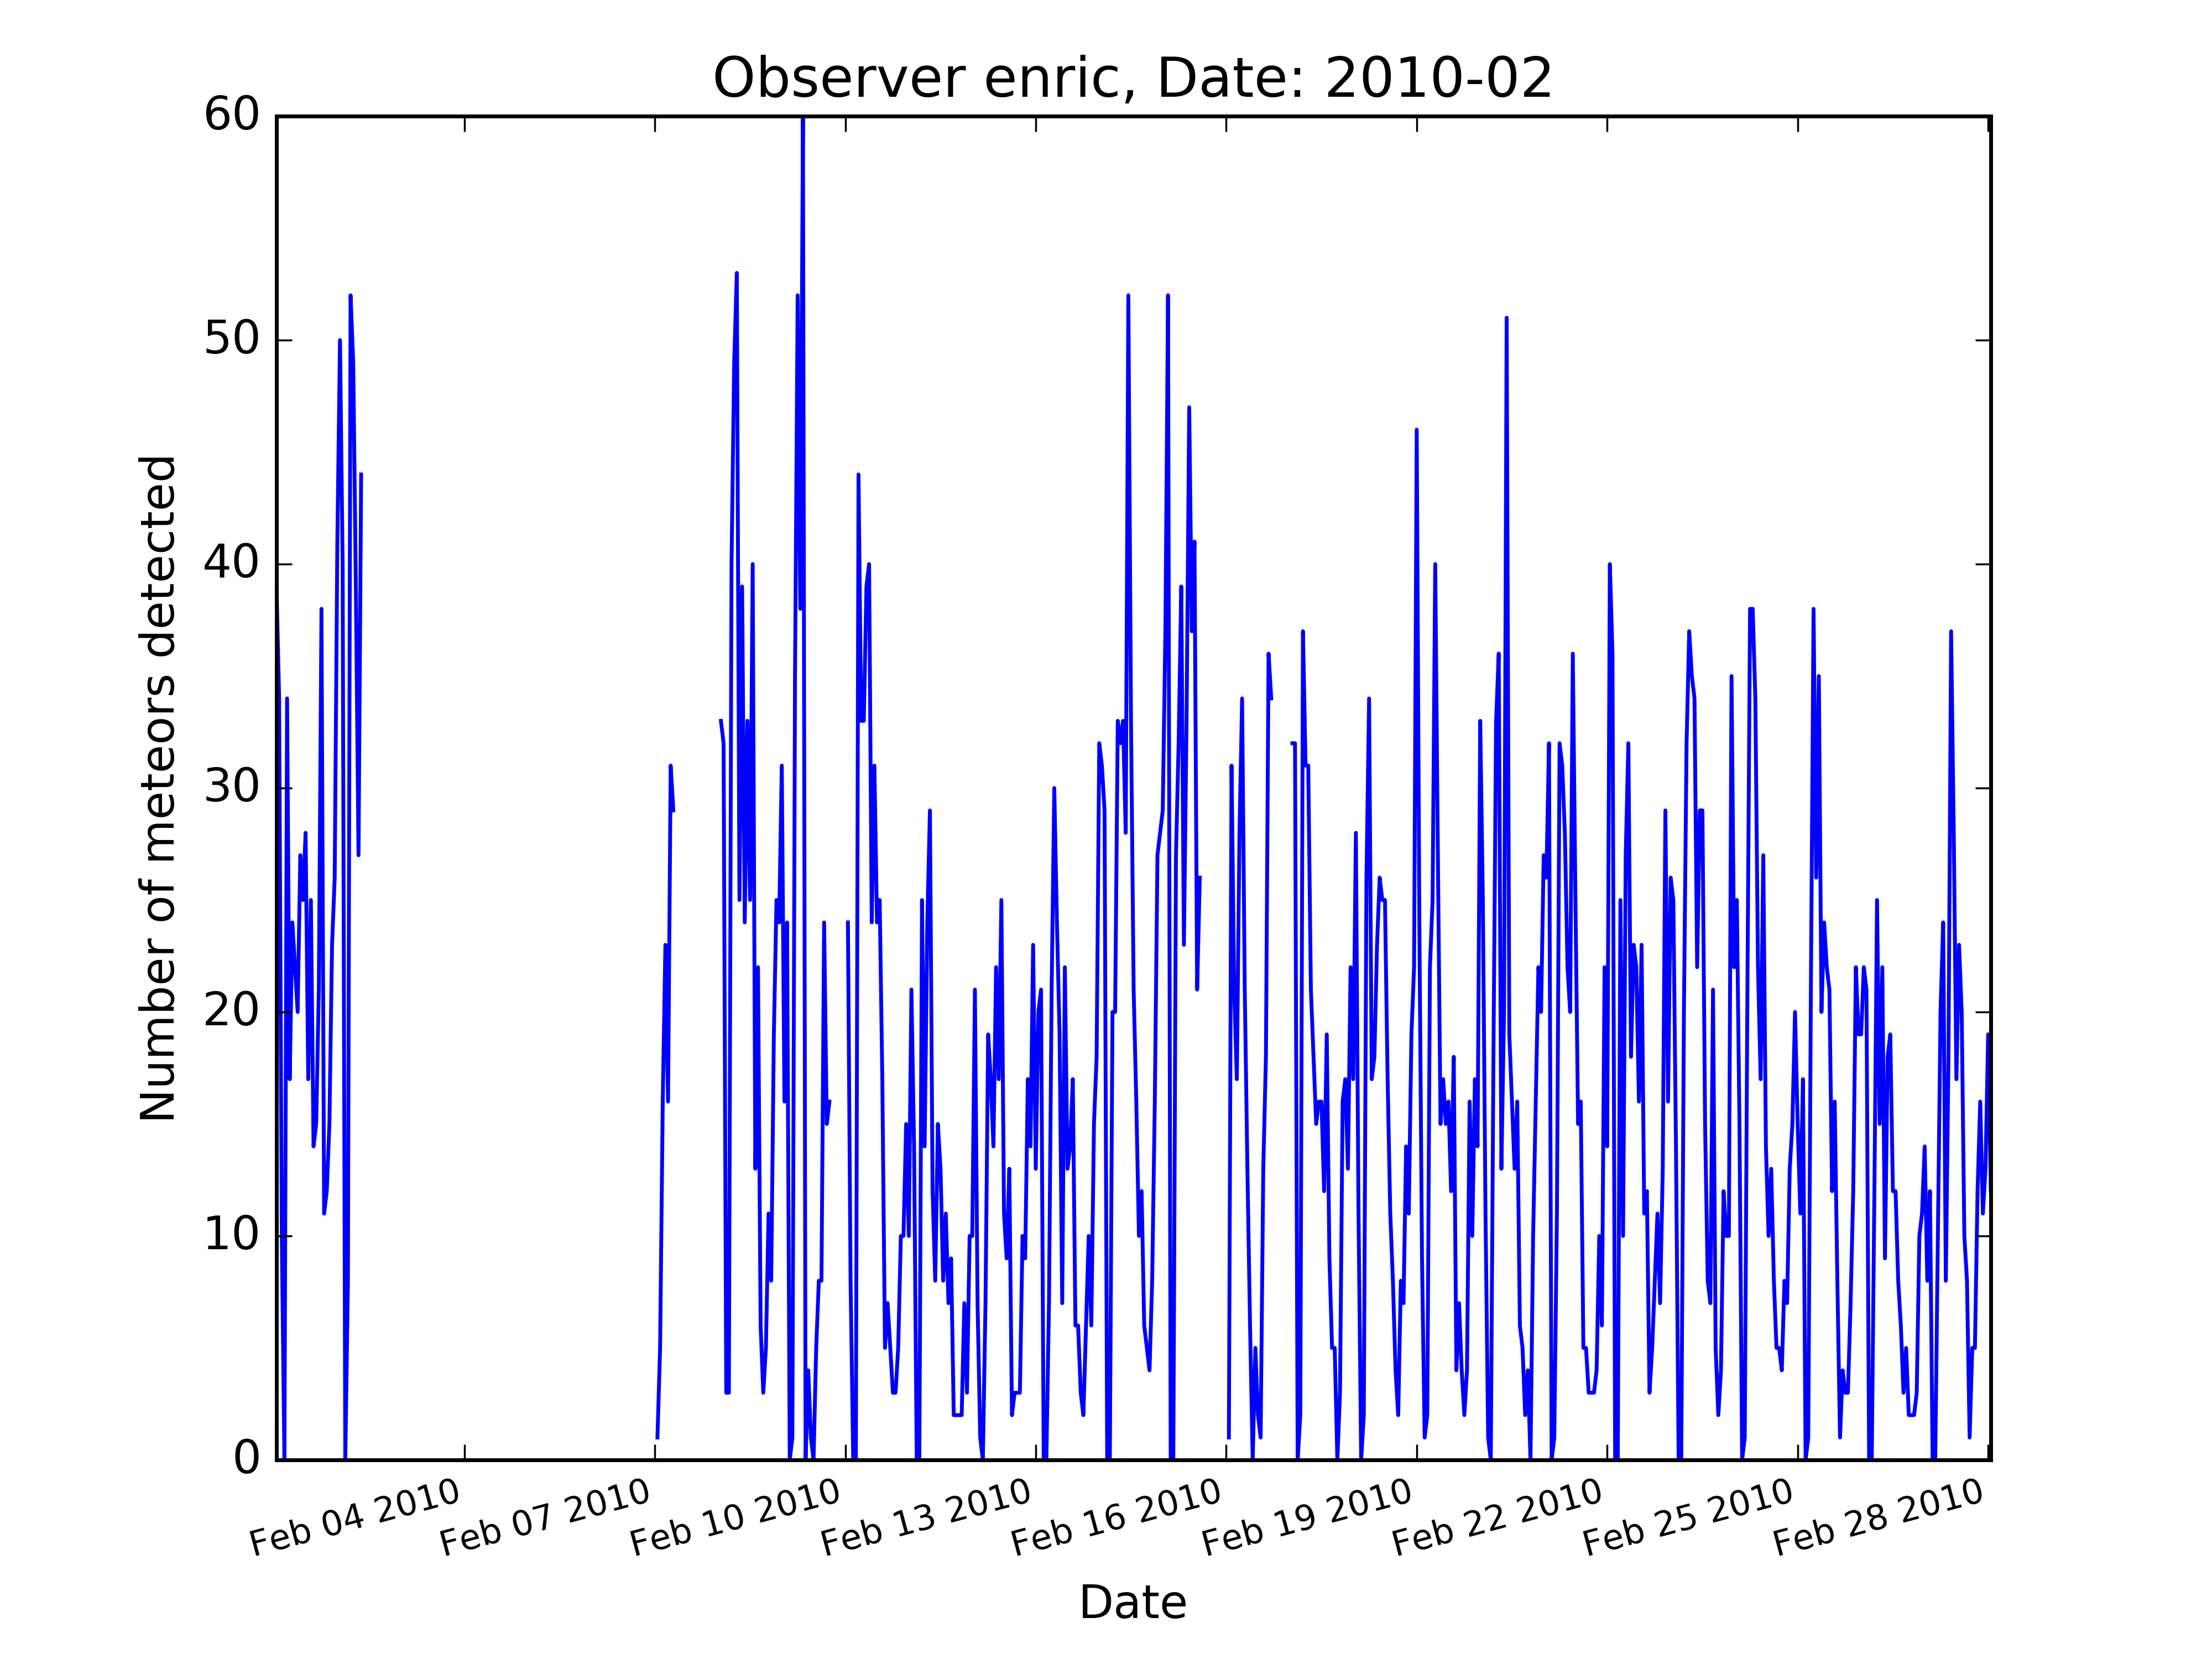 Observer enric, Date: 2010-02
60
50
40
30
20
10
0
Number of meteors detected
Feb 04 2010
Feb 07 2010
Feb 10 2010
Feb 13 2010
Feb 16 2010
Feb 19 2010
Feb 22 2010
Feb 25 2010
Feb 28 2010
Date